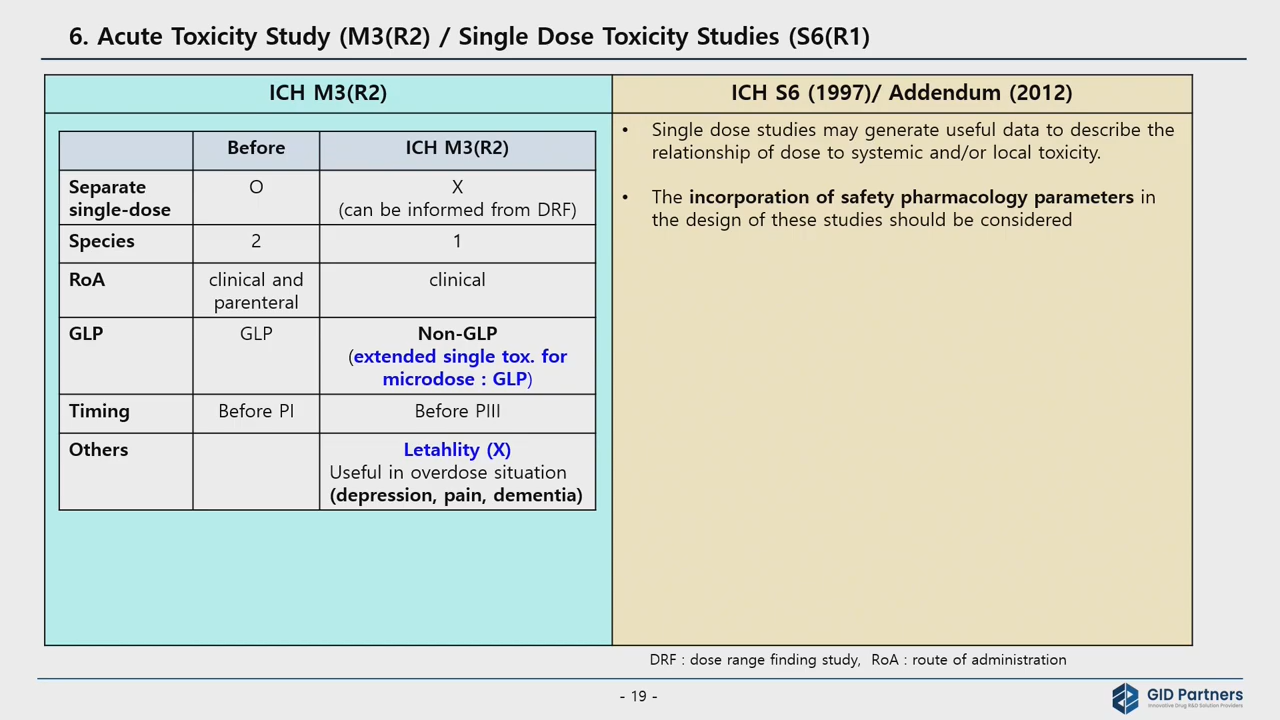 6. Acute Toxicity Study (M3(R2) / Single Dose Toxicity Studies (S6(R1)
ICH M3(R2)
Before
ICH M3(R2)
Separate
single-dose
O
X
(can be informed from DRF)
Species
2
1
RoA
clinical and
parenteral
clinical
GLP
GLP
Non-GLP
(extended single tox. for
microdose : GLP)
Timing
Before PI
Before PIII
Others
Letahlity (X)
Useful in overdose situation
(depression, pain, dementia)
ICH S6 (1997)/ Addendum (2012)
• Single dose studies may generate useful data to describe the
relationship of dose to systemic and/or local toxicity.
• The incorporation of safety pharmacology parameters in
the design of these studies should be considered
DRF : dose range finding study, RoA : route of administration
- 19 -
GID Partners
Innovative Drug R&D Solution Providers